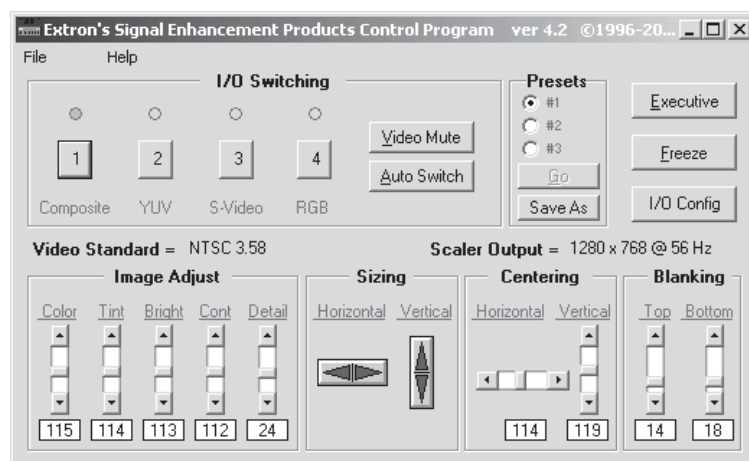 Extron's Signal Enhancement Products Control Program ver 4.2 ©1996-20...
File Help
I/O Switching
1 2 3 4
Composite YUV S-Video RGB
Video Mute
Auto Switch
Presets
#1
#2
#3
Go
Save As
Executive
Freeze
I/O Config
Video Standard = NTSC 3.58
Scaler Output = 1280 x 768 @ 56 Hz
Image Adjust
Color Tint Bright Cont Detail
115 114 113 112 24
Sizing
Horizontal Vertical
Centering
Horizontal Vertical
114 119
Blanking
Top Bottom
14 18